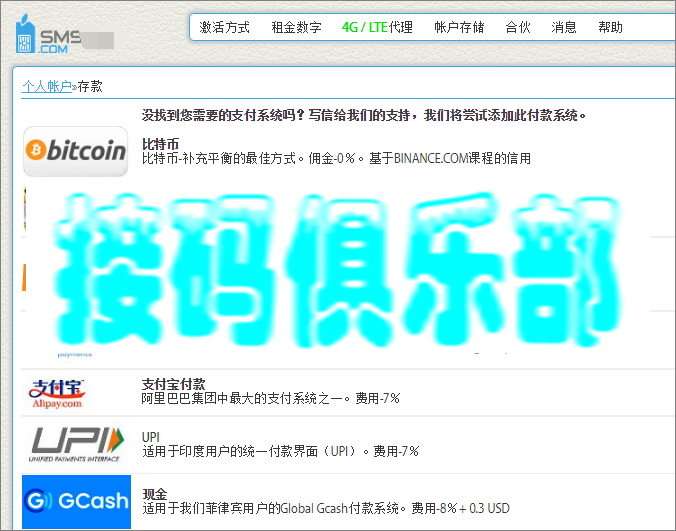 SMS
.COM
激活方式 租金数字 4G / LTE代理 帐户存储 合伙 消息 帮助
个人帐户»存款
没找到您需要的支付系统吗？写信给我们的支持，我们将尝试添加此付款系统。
bitcoin
比特币
比特币-补充平衡的最佳方式。佣金-0％。基于BINANCE.COM课程的信用
接码俱乐部
payments
支付宝
Alipay.com
支付宝付款
阿里巴巴集团中最大的支付系统之一。费用-7％
UPI
UNIFIED PAYMENTS INTERFACE
UPI
适用于印度用户的统一付款界面（UPI）。费用-7％
GCash
现金
适用于我们菲律宾用户的Global Gcash付款系统。费用-8％ + 0.3 USD